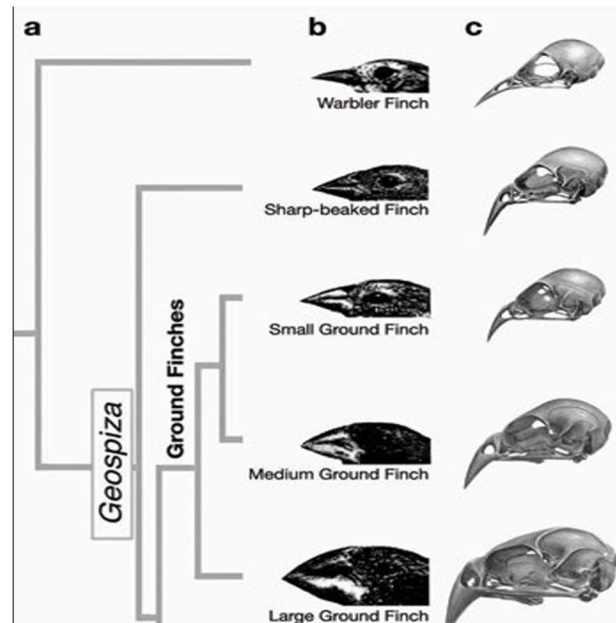 a
b
c
Warbler Finch
Sharp-beaked Finch
Small Ground Finch
Medium Ground Finch
Large Ground Finch
Ground Finches
Geospiza